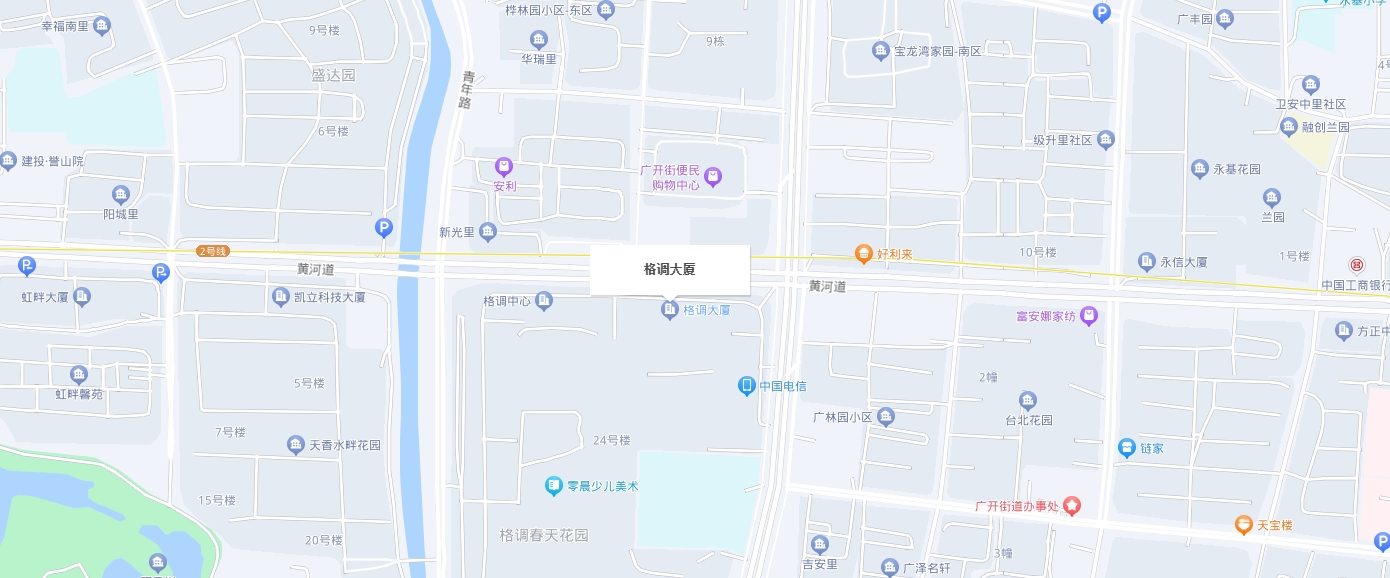 桦林园小区-东区
幸福南里
9号楼
华瑞里
9栋
宝龙湾家园-南区
广丰园
盛达园
青年路
卫安中里社区
6号楼
融创兰园
级升里社区
建投·誉山院
安利
广开街便民
购物中心
永基花园
阳城里
兰园
新光里
2号线
黄河道
格调大厦
好利来
10号楼
永信大厦
1号楼
中国工商银行
虹畔大厦
凯立科技大厦
格调中心
格调大厦
黄河道
富安娜家纺
方正中
5号楼
虹畔馨苑
中国电信
2幢
台北花园
广林园小区
7号楼
天香水畔花园
24号楼
链家
15号楼
零晨少儿美术
广开街道办事处
天宝楼
20号楼
格调春天花园
吉安里
广泽名轩
3幢